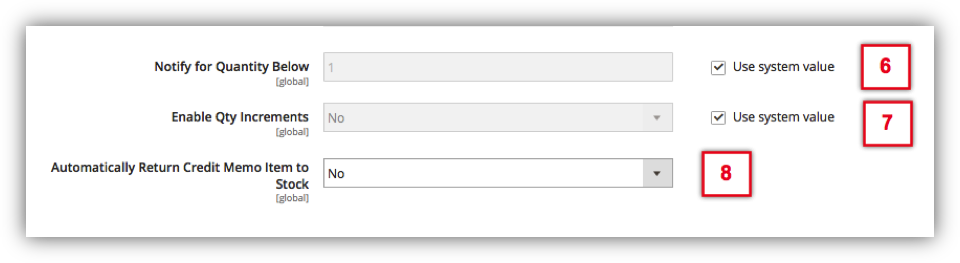 Notify for Quantity Below
[global]
1
Use system value
6
Enable Qty Increments
[global]
No
Use system value
7
Automatically Return Credit Memo Item to
Stock
[global]
No
8